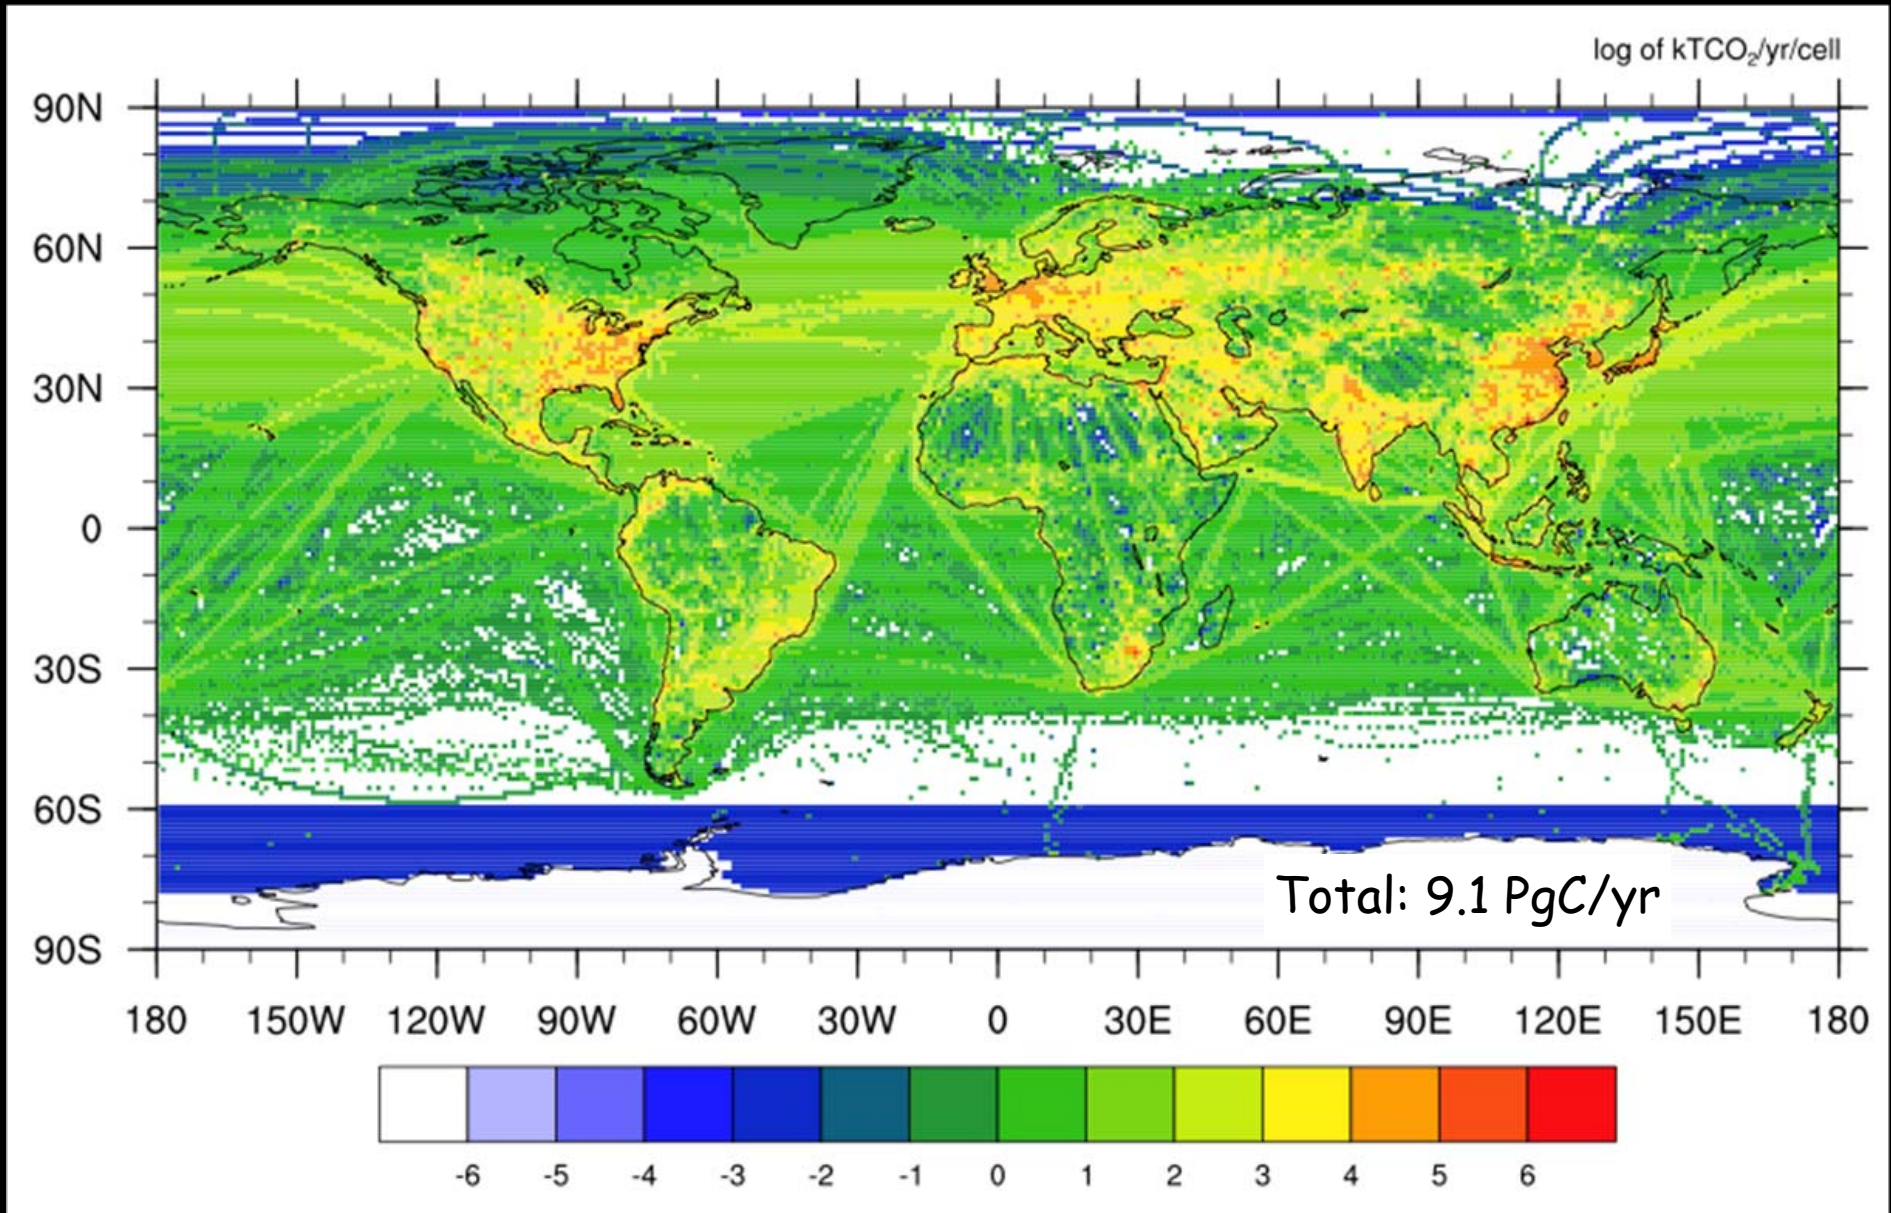 log of kTCO₂/yr/cell
90N
60N
30N
0
30S
60S
90S
Total: 9.1 PgC/yr
180 150W 120W 90W 60W 30W 0 30E 60E 90E 120E 150E 180
-6 -5 -4 -3 -2 -1 0 1 2 3 4 5 6